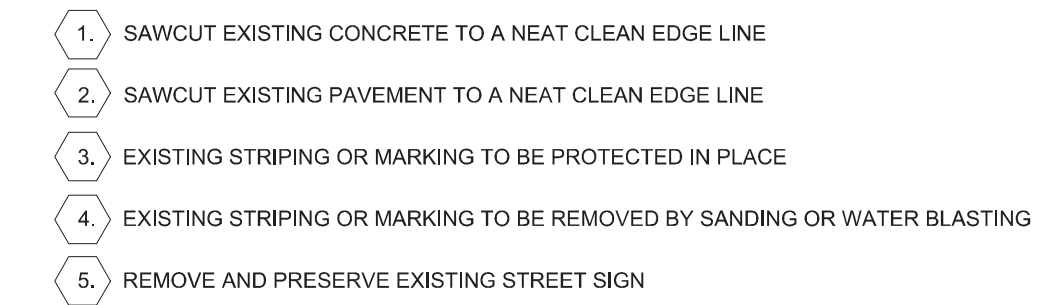 1. SAWCUT EXISTING CONCRETE TO A NEAT CLEAN EDGE LINE
2. SAWCUT EXISTING PAVEMENT TO A NEAT CLEAN EDGE LINE
3. EXISTING STRIPING OR MARKING TO BE PROTECTED IN PLACE
4. EXISTING STRIPING OR MARKING TO BE REMOVED BY SANDING OR WATER BLASTING
5. REMOVE AND PRESERVE EXISTING STREET SIGN